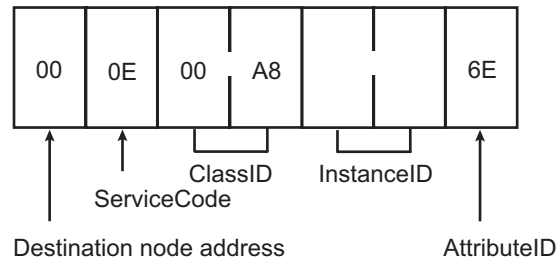 00 0E 00 A8 6E
ClassID InstanceID
ServiceCode
Destination node address AttributeID